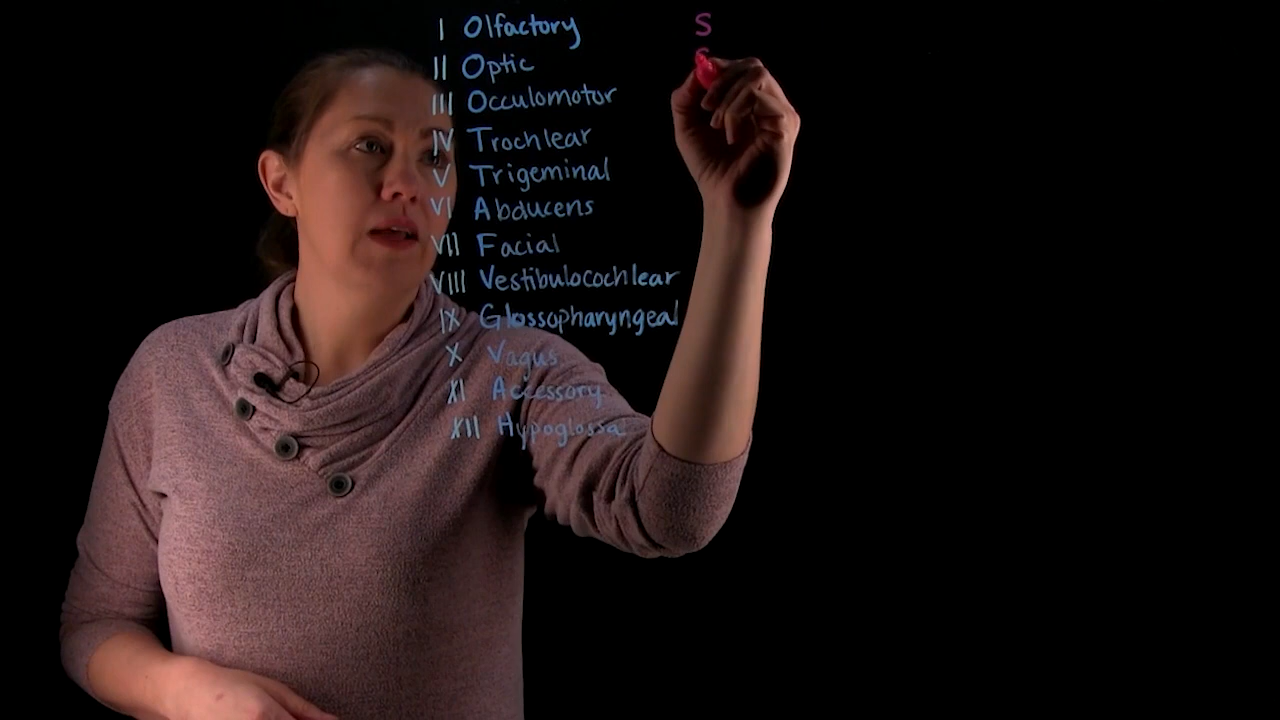 I Olfactory S
II Optic S
III Occulomotor
IV Trochlear
V Trigeminal
VI Abducens
VII Facial
VIII Vestibulocochlear
IX Glossopharyngeal
X Vagus
XI Accessory
XII Hypoglossal